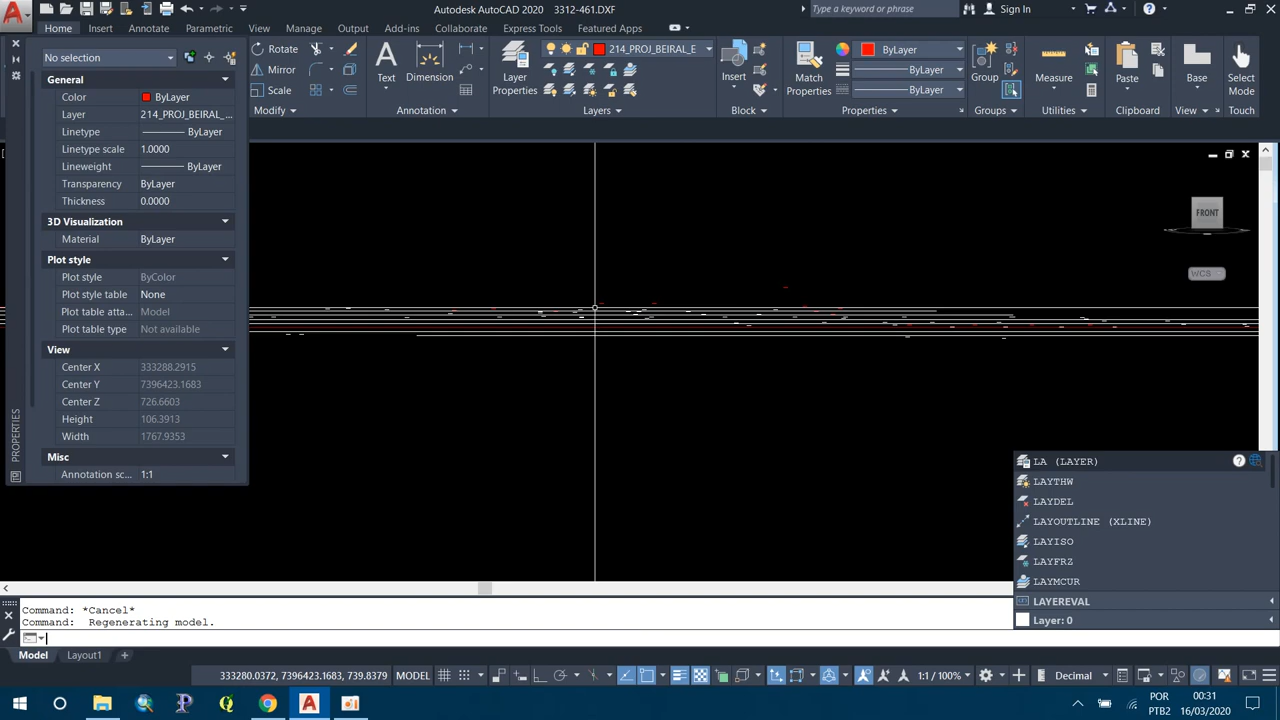 Autodesk AutoCAD 2020 3312-461.DXF
Type a keyword or phrase
Sign In
Home Insert Annotate Parametric View Manage Output Add-ins Collaborate Express Tools Featured Apps
Rotate
Mirror
Scale
Modify
Text
Dimension
Annotation
Layer
Properties
214_PROJ_BEIRAL_E
Layers
Insert
Block
Match
Properties
ByLayer
ByLayer
ByLayer
Properties
Group
Groups
Measure
Utilities
Paste
Clipboard
Base
View
Select
Mode
Touch
No selection
General
Color ByLayer
Layer 214_PROJ_BEIRAL_...
Linetype ByLayer
Linetype scale 1.0000
Lineweight ByLayer
Transparency ByLayer
Thickness 0.0000
3D Visualization
Material ByLayer
Plot style
Plot style ByColor
Plot style table None
Plot table atta... Model
Plot table type Not available
View
Center X 333288.2915
Center Y 7396423.1683
Center Z 726.6603
Height 106.3913
Width 1767.9353
Misc
Annotation sc... 1:1
PROPERTIES
FRONT
WCS
LA (LAYER)
LAYTHW
LAYDEL
LAYOUTLINE (XLINE)
LAYISO
LAYFRZ
LAYMCUR
LAYEREVAL
Layer: 0
Command: *Cancel*
Command: Regenerating model.
Model Layout1
333280.0372, 7396423.1683, 739.8379 MODEL
1:1 / 100%
Decimal
POR
PTB2
00:31
16/03/2020